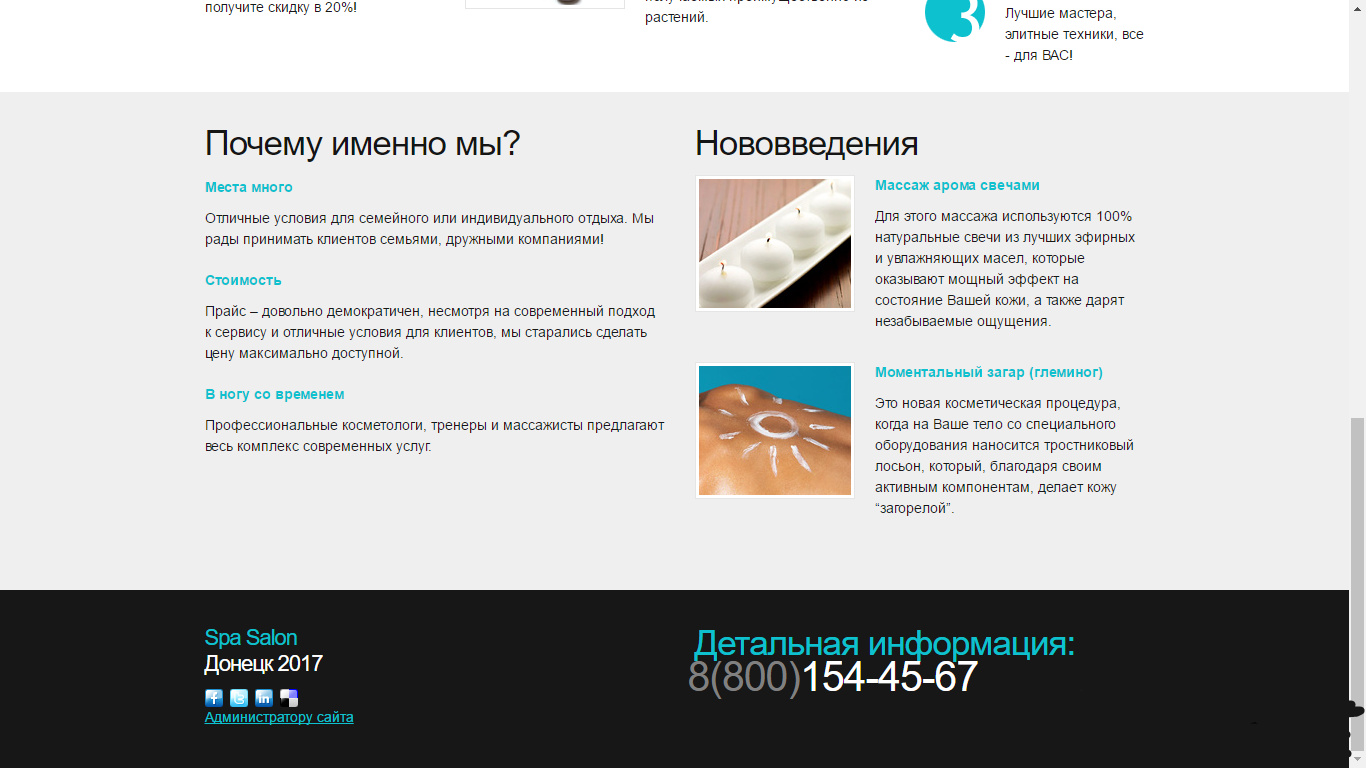 получите скидку в 20%!
растений.
3
Лучшие мастера,
элитные техники, все
- для ВАС!
Почему именно мы?
Места много
Отличные условия для семейного или индивидуального отдыха. Мы
рады принимать клиентов семьями, дружными компаниями!
Стоимость
Прайс – довольно демократичен, несмотря на современный подход
к сервису и отличные условия для клиентов, мы старались сделать
цену максимально доступной.
В ногу со временем
Профессиональные косметологи, тренеры и массажисты предлагают
весь комплекс современных услуг.
Нововведения
Массаж арома свечами
Для этого массажа используются 100%
натуральные свечи из лучших эфирных
и увлажняющих масел, которые
оказывают мощный эффект на
состояние Вашей кожи, а также дарят
незабываемые ощущения.
Моментальный загар (глеминог)
Это новая косметическая процедура,
когда на Ваше тело со специального
оборудования наносится тростниковый
лосьон, который, благодаря своим
активным компонентам, делает кожу
“загорелой”.
Spa Salon
Донецк 2017
Администратору сайта
Детальная информация:
8(800)154-45-67